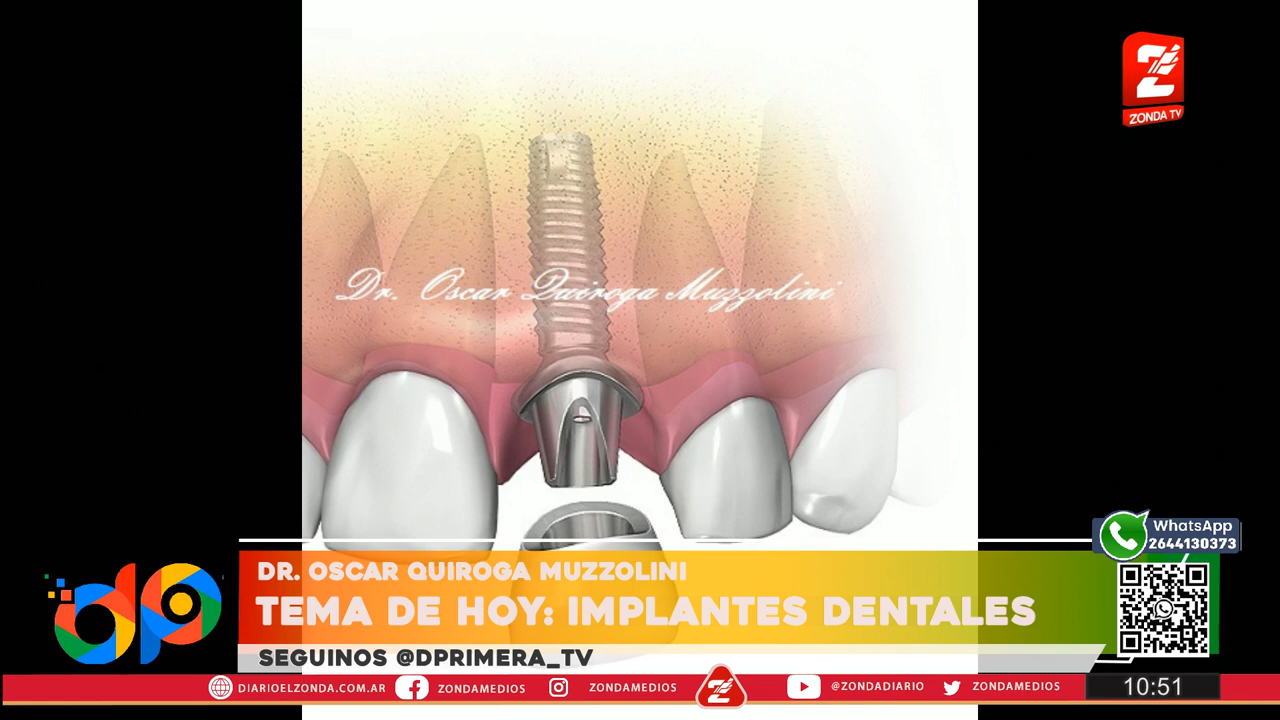 Z
ZONDA TV
Dr. Oscar Quiroga Muzzolini
WhatsApp
2644130373
dp
DR. OSCAR QUIROGA MUZZOLINI
TEMA DE HOY: IMPLANTES DENTALES
SEGUINOS @DPRIMERA_TV
DIARIOELZONDA.COM.AR ZONDAMEDIOS ZONDAMEDIOS Z @ZONDADIARIO ZONDAMEDIOS 10:51